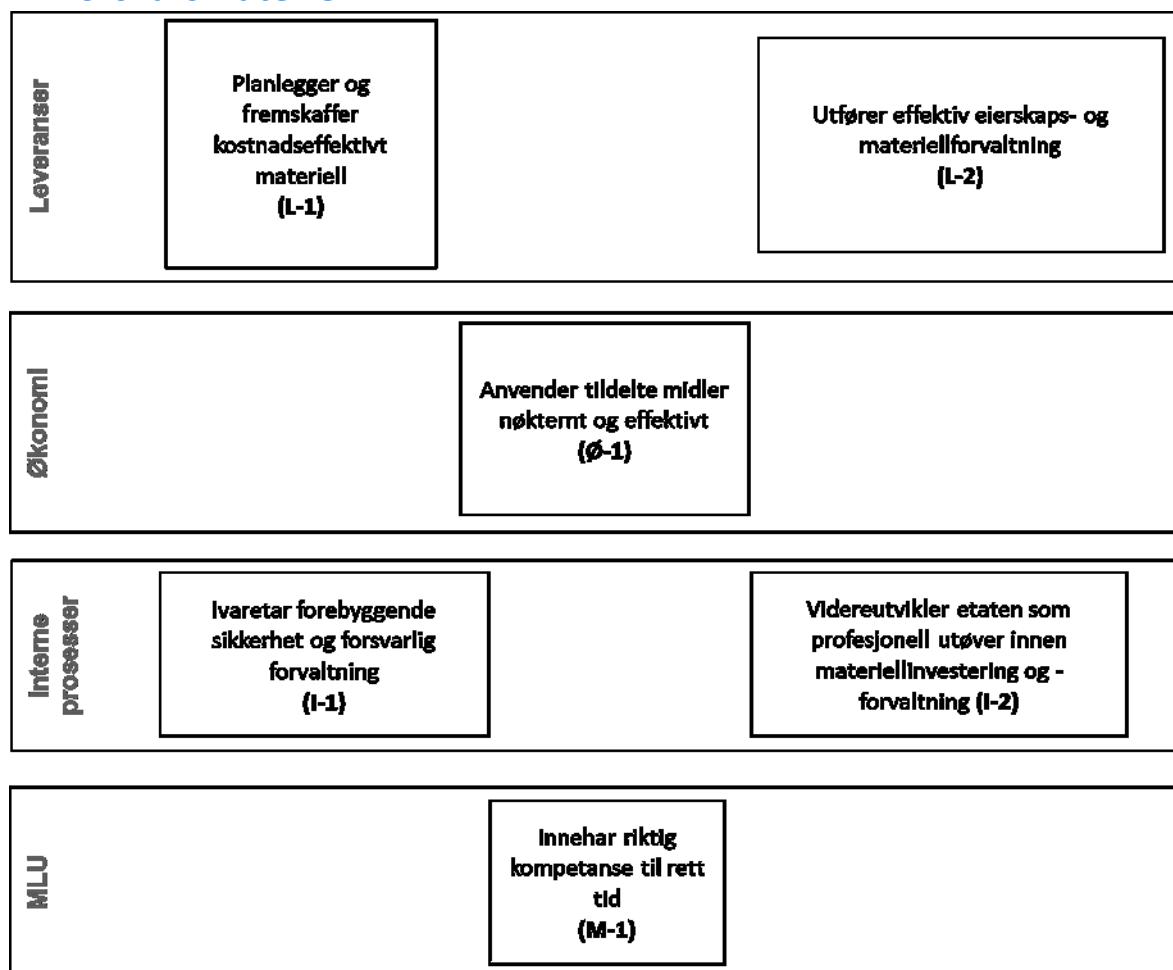 Leveranser
Planlegger og
fremskaffer
kostnadseffektivt
materiell
(L-1)
Utfører effektiv eierskaps- og
materiellforvaltning
(L-2)
Økonomi
Anvender tildelte midler
nøkternt og effektivt
(Ø-1)
Interne
prosesser
Ivaretar forebyggende
sikkerhet og forsvarlig
forvaltning
(I-1)
Videreutvikler etaten som
profesjonell utøver innen
materiellinvestering og -
forvaltning (I-2)
MLU
Innehar riktig
kompetanse til rett
tid
(M-1)